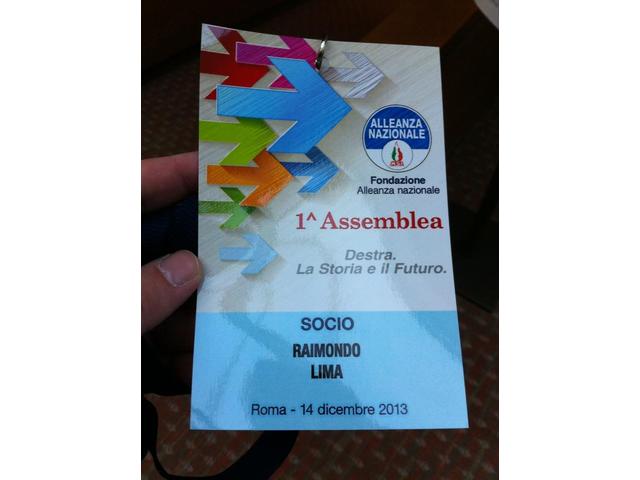 ALLEANZA
NAZIONALE
Fondazione
Alleanza nazionale
1^ Assemblea
Destra.
La Storia e il Futuro.
SOCIO
RAIMONDO
LIMA
Roma - 14 dicembre 2013